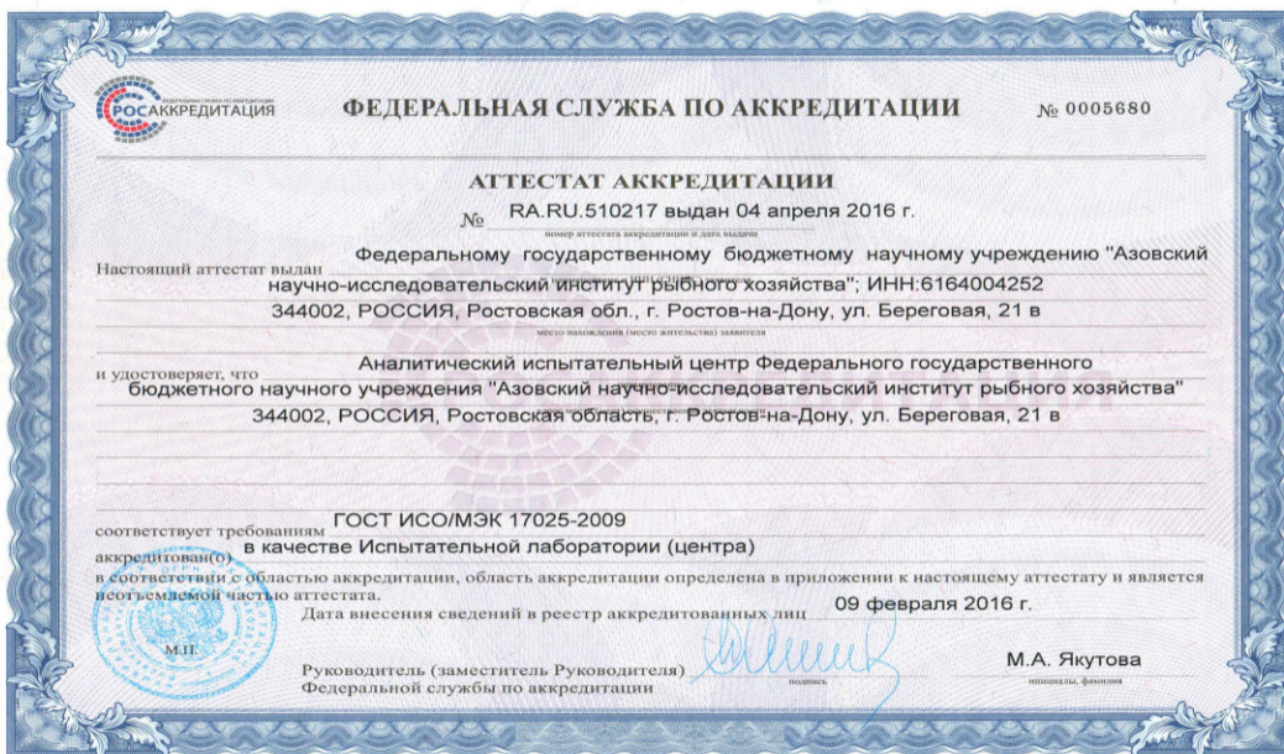 ФЕДЕРАЛЬНАЯ СЛУЖБА ПО АККРЕДИТАЦИИ
РОСАККРЕДИТАЦИЯ
ФЕДЕРАЛЬНАЯ СЛУЖБА ПО АККРЕДИТАЦИИ
№ 0005680
АТТЕСТАТ АККРЕДИТАЦИИ
№ RA.RU.510217 выдан 04 апреля 2016 г.
номер аттестата аккредитации и дата выдачи
Настоящий аттестат выдан Федеральному государственному бюджетному научному учреждению "Азовский
научно-исследовательский институт рыбного хозяйства"; ИНН:6164004252
344002, РОССИЯ, Ростовская обл., г. Ростов-на-Дону, ул. Береговая, 21 в
место нахождения (место жительства) заявителя
и удостоверяет, что Аналитический испытательный центр Федерального государственного
бюджетного научного учреждения "Азовский научно-исследовательский институт рыбного хозяйства"
344002, РОССИЯ, Ростовская область, г. Ростов-на-Дону, ул. Береговая, 21 в
соответствует требованиям ГОСТ ИСО/МЭК 17025-2009
аккредитован(о) в качестве Испытательной лаборатории (центра)
в соответствии с областью аккредитации, область аккредитации определена в приложении к настоящему аттестату и является
неотъемлемой частью аттестата.
Дата внесения сведений в реестр аккредитованных лиц 09 февраля 2016 г.
М.П.
Руководитель (заместитель Руководителя)
Федеральной службы по аккредитации
подпись
М.А. Якутова
инициалы, фамилия